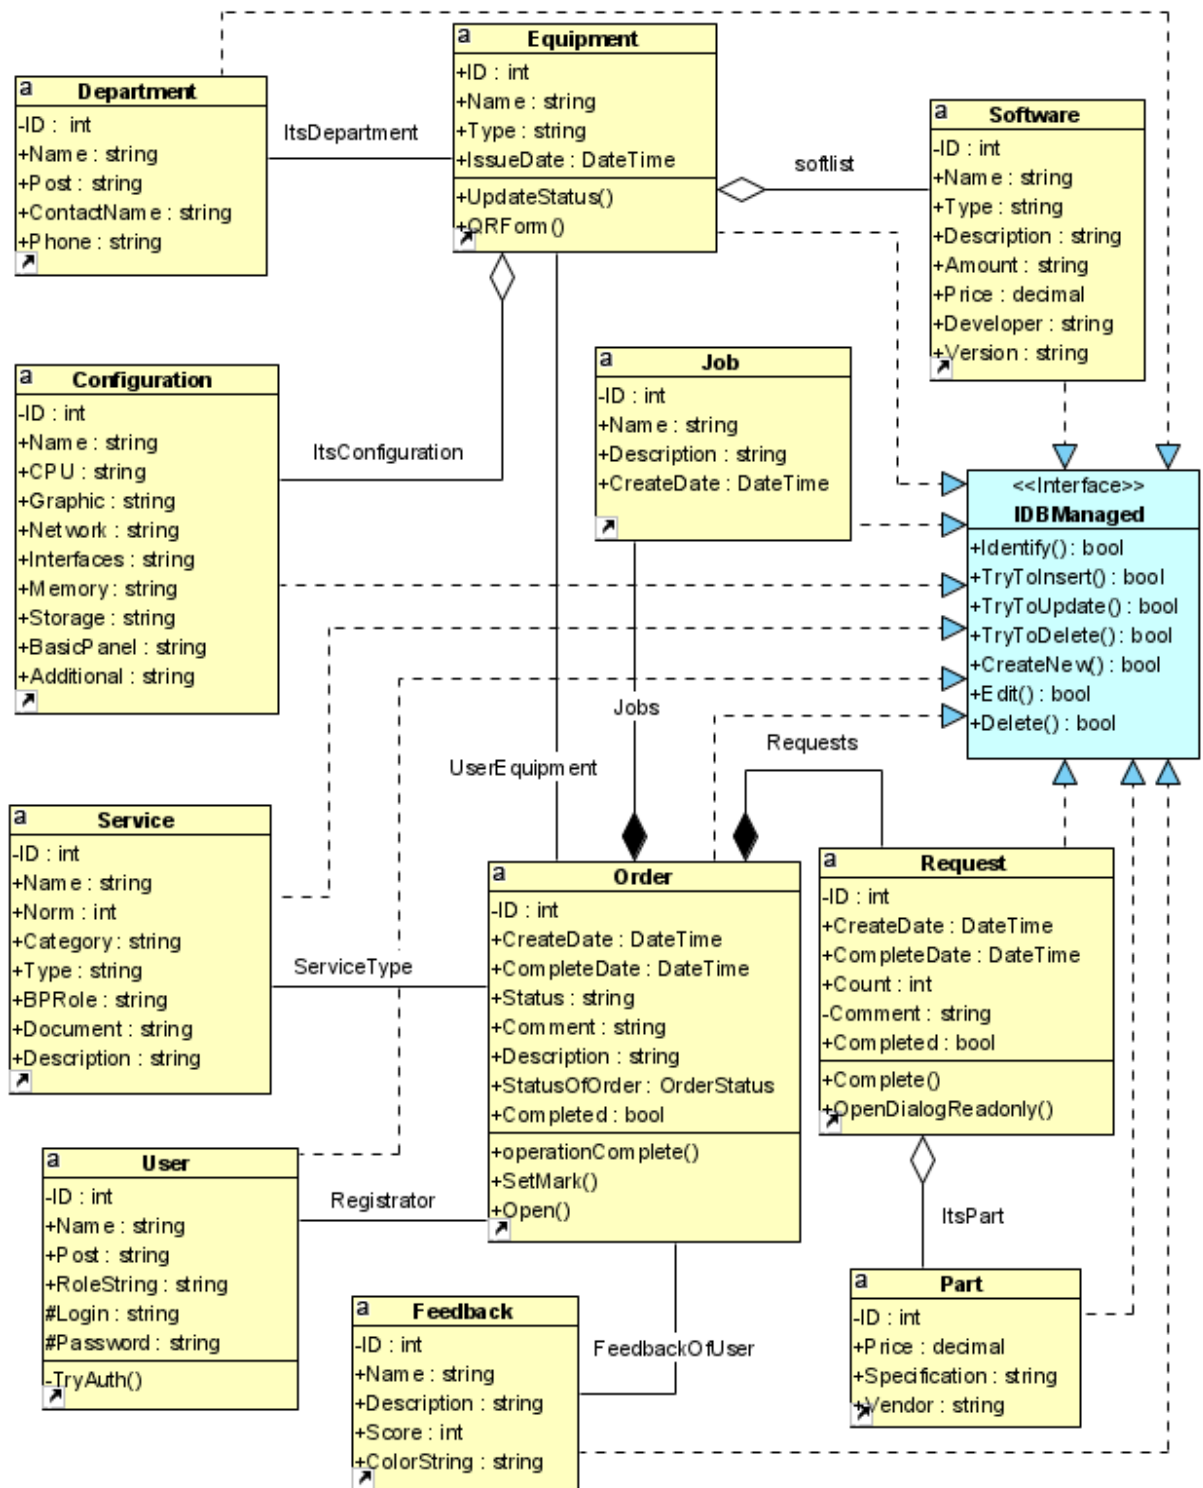 a
Equipment
+ID : int
+Name : string
+Type : string
+IssueDate : DateTime
+UpdateStatus()
+QRForm()
a
Department
-ID : int
+Name : string
+Post : string
+ContactName : string
+Phone : string
ItsDepartment
a
Software
-ID : int
+Name : string
+Type : string
+Description : string
+Amount : string
+Price : decimal
+Developer : string
+Version : string
softlist
a
Configuration
-ID : int
+Name : string
+CPU : string
+Graphic : string
+Network : string
+Interfaces : string
+Memory : string
+Storage : string
+BasicPanel : string
+Additional : string
ItsConfiguration
a
Job
-ID : int
+Name : string
+Description : string
+CreateDate : DateTime
<<Interface>>
IDBManaged
+Identify() : bool
+TryToInsert() : bool
+TryToUpdate() : bool
+TryToDelete() : bool
+CreateNew() : bool
+Edit() : bool
+Delete() : bool
Jobs
Requests
UserEquipment
a
Service
-ID : int
+Name : string
+Norm : int
+Category : string
+Type : string
+BPRole : string
+Document : string
+Description : string
ServiceType
a
Order
-ID : int
+CreateDate : DateTime
+CompleteDate : DateTime
+Status : string
+Comment : string
+Description : string
+StatusOfOrder : OrderStatus
+Completed : bool
+operationComplete()
+SetMark()
+Open()
a
Request
-ID : int
+CreateDate : DateTime
+CompleteDate : DateTime
+Count : int
-Comment : string
+Completed : bool
+Complete()
+OpenDialogReadonly()
a
User
-ID : int
+Name : string
+Post : string
+RoleString : string
#Login : string
#Password : string
-TryAuth()
Registrator
ItsPart
a
Feedback
-ID : int
+Name : string
+Description : string
+Score : int
+ColorString : string
FeedbackOfUser
a
Part
-ID : int
+Price : decimal
+Specification : string
+Vendor : string